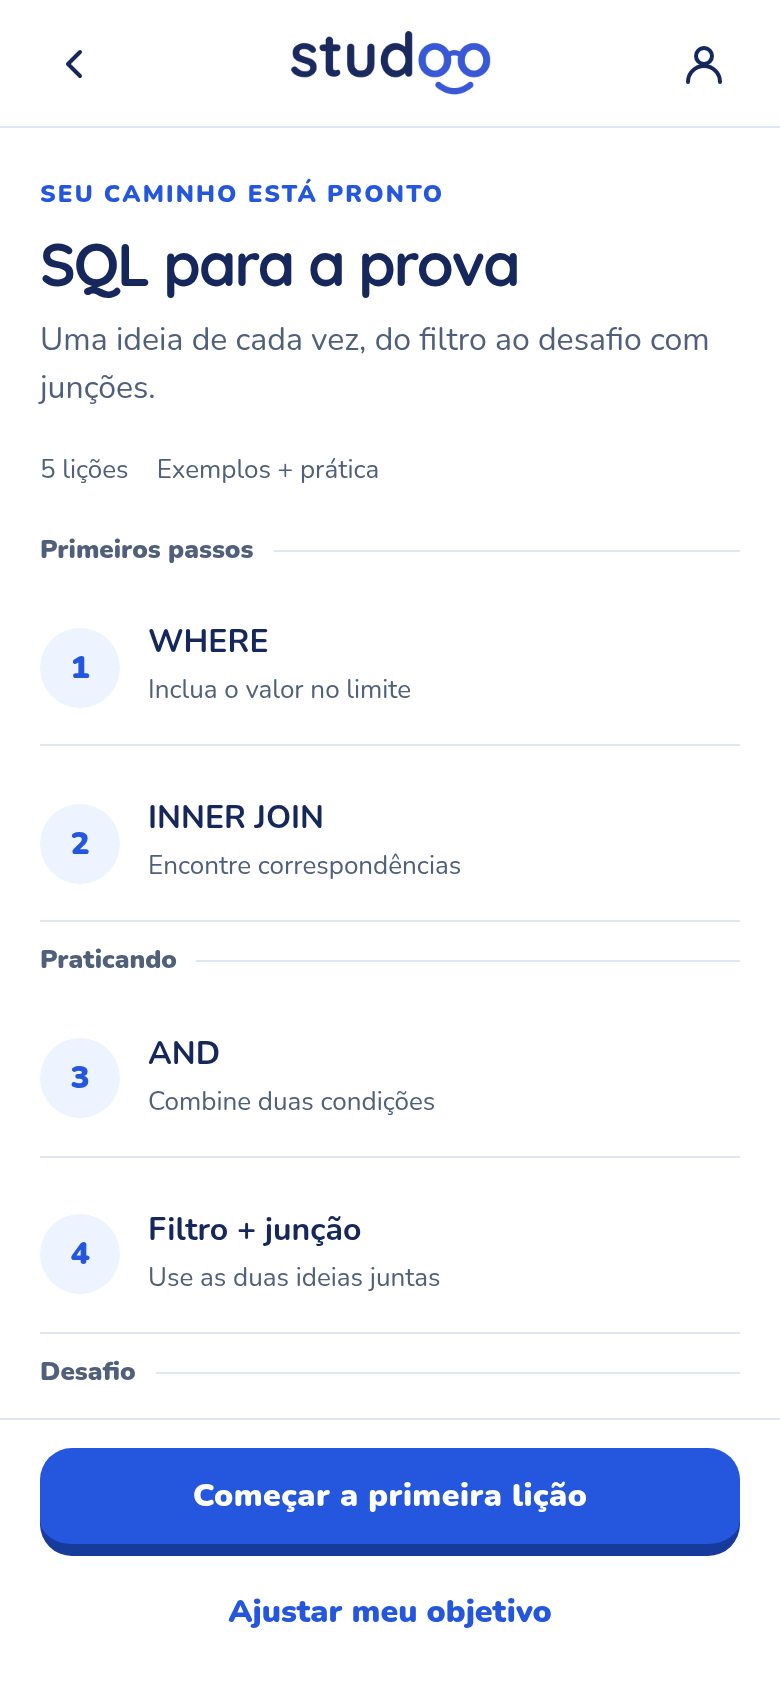 studoo
SEU CAMINHO ESTÁ PRONTO
SQL para a prova
Uma ideia de cada vez, do filtro ao desafio com
junções.
5 lições Exemplos + prática
Primeiros passos
1
WHERE
Inclua o valor no limite
2
INNER JOIN
Encontre correspondências
Praticando
3
AND
Combine duas condições
4
Filtro + junção
Use as duas ideias juntas
Desafio
Começar a primeira lição
Ajustar meu objetivo